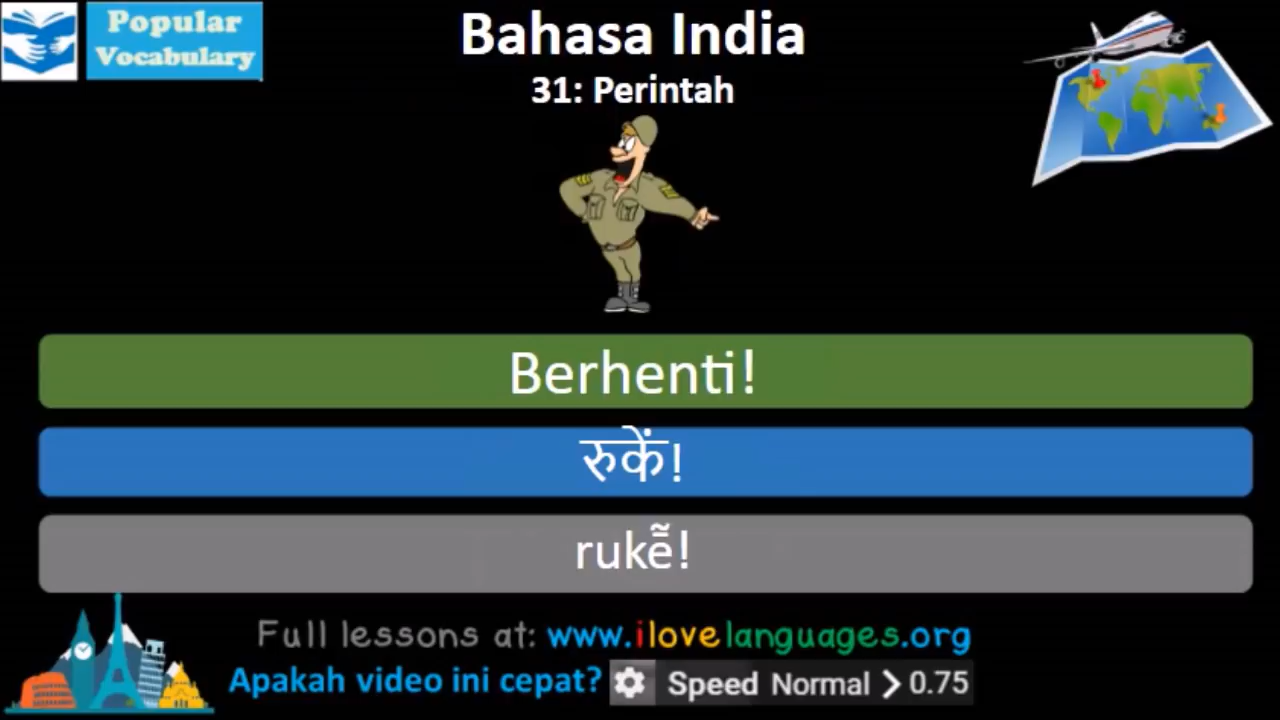 Popular
Vocabulary
Bahasa India
31: Perintah
Berhenti!
रुकें!
rukē̃!
Full lessons at: www.ilovelanguages.org
Apakah video ini cepat? Speed Normal > 0.75